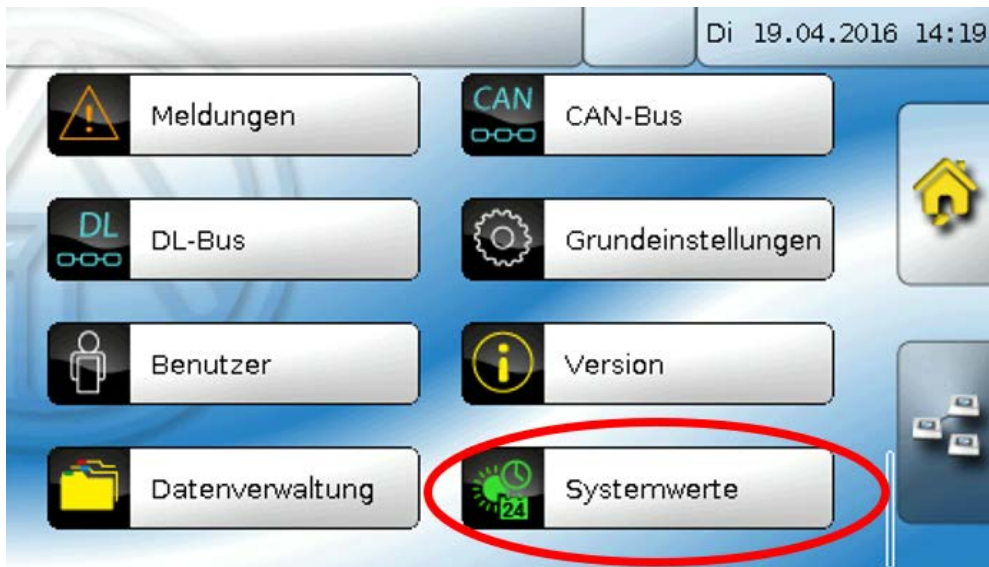 Di 19.04.2016 14:19
Meldungen
CAN
CAN-Bus
DL
DL-Bus
Grundeinstellungen
Benutzer
i
Version
Datenverwaltung
24
Systemwerte